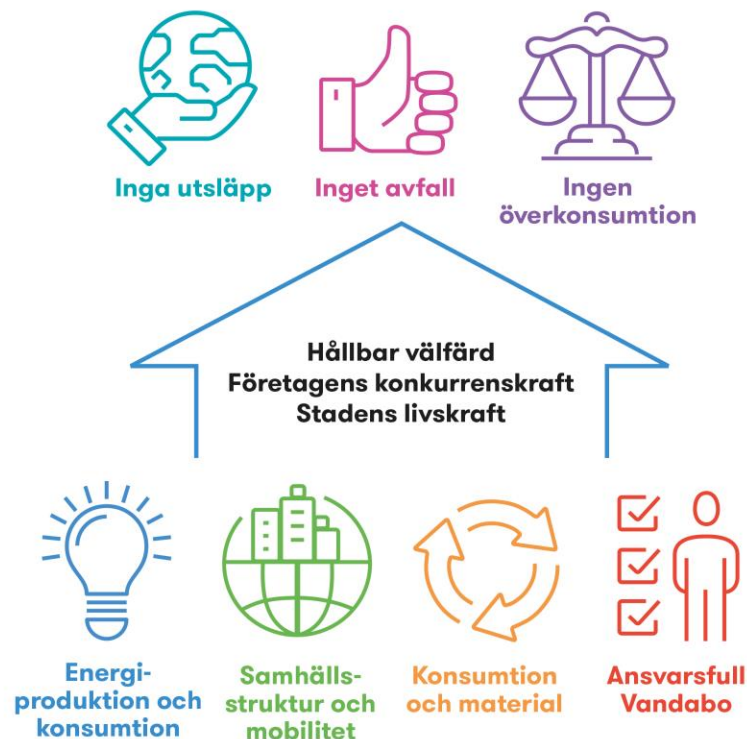 Inga utsläpp
Inget avfall
Ingen
överkonsumtion
Hållbar välfärd
Företagens konkurrenskraft
Stadens livskraft
Energi-
produktion och
konsumtion
Samhälls-
struktur och
mobilitet
Konsumtion
och material
Ansvarsfull
Vandabo